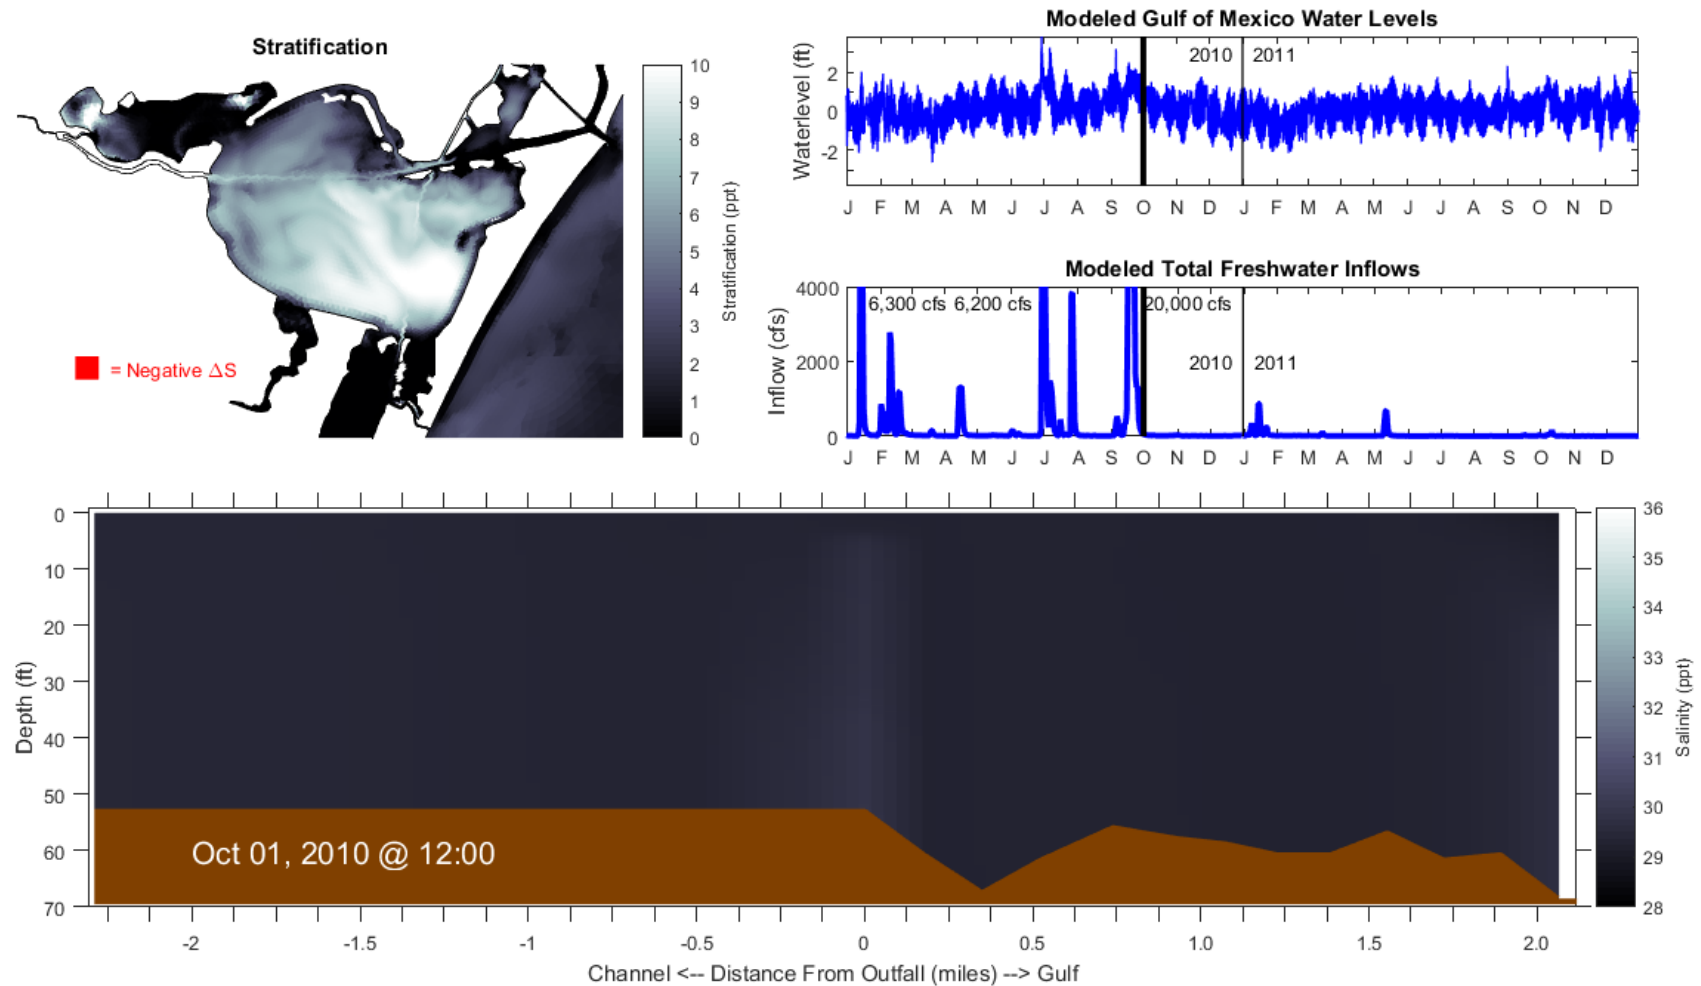 Stratification
10
9
8
7
6
5
4
3
2
1
0
Stratification (ppt)
= Negative ΔS
Modeled Gulf of Mexico Water Levels
Waterlevel (ft)
2
0
-2
2010 2011
J F M A M J J A S O N D J F M A M J J A S O N D
Modeled Total Freshwater Inflows
Inflow (cfs)
4000
2000
0
6,300 cfs 6,200 cfs 20,000 cfs
2010 2011
J F M A M J J A S O N D J F M A M J J A S O N D
Depth (ft)
0
10
20
30
40
50
60
70
Oct 01, 2010 @ 12:00
-2 -1.5 -1 -0.5 0 0.5 1.0 1.5 2.0
Channel <-- Distance From Outfall (miles) --> Gulf
36
35
34
33
32
31
30
29
28
Salinity (ppt)